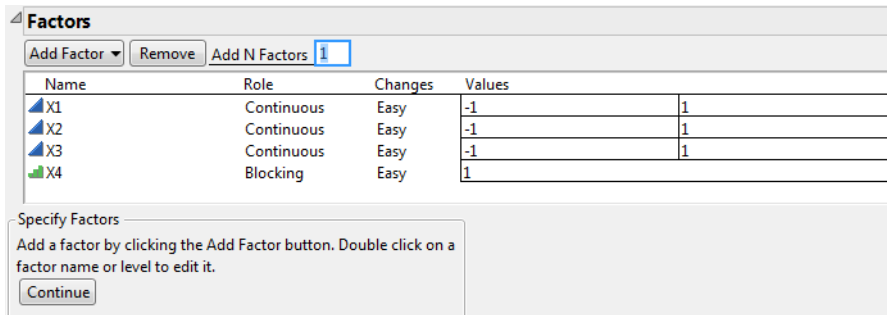 Factors
Add Factor Remove Add N Factors 1
Name Role Changes Values
X1 Continuous Easy -1 1
X2 Continuous Easy -1 1
X3 Continuous Easy -1 1
X4 Blocking Easy 1
Specify Factors
Add a factor by clicking the Add Factor button. Double click on a
factor name or level to edit it.
Continue